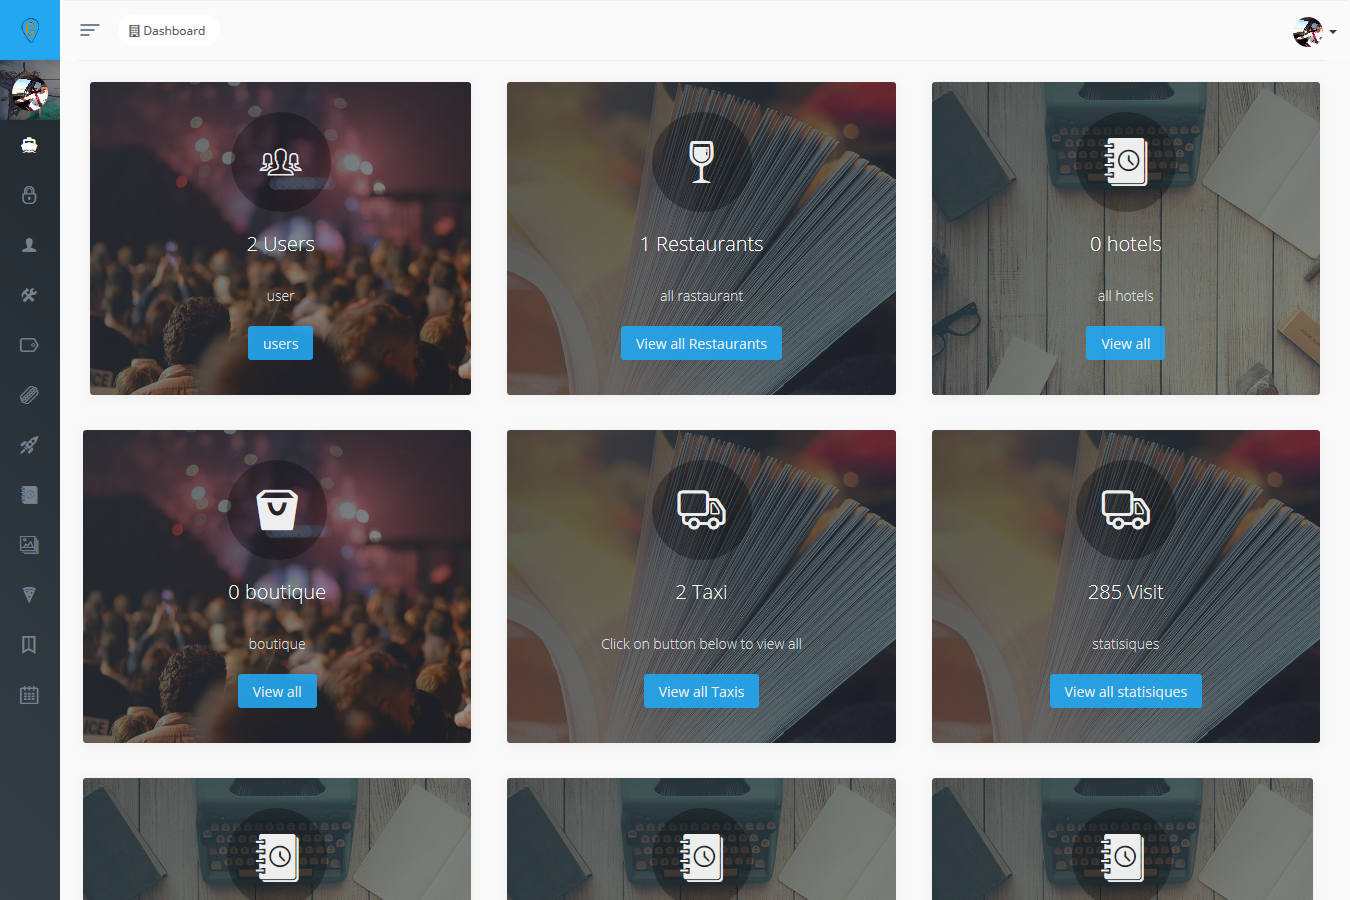 Dashboard
2 Users
user
users
1 Restaurants
all rastaurant
View all Restaurants
0 hotels
all hotels
View all
0 boutique
boutique
View all
2 Taxi
Click on button below to view all
View all Taxis
285 Visit
statisiques
View all statisiques